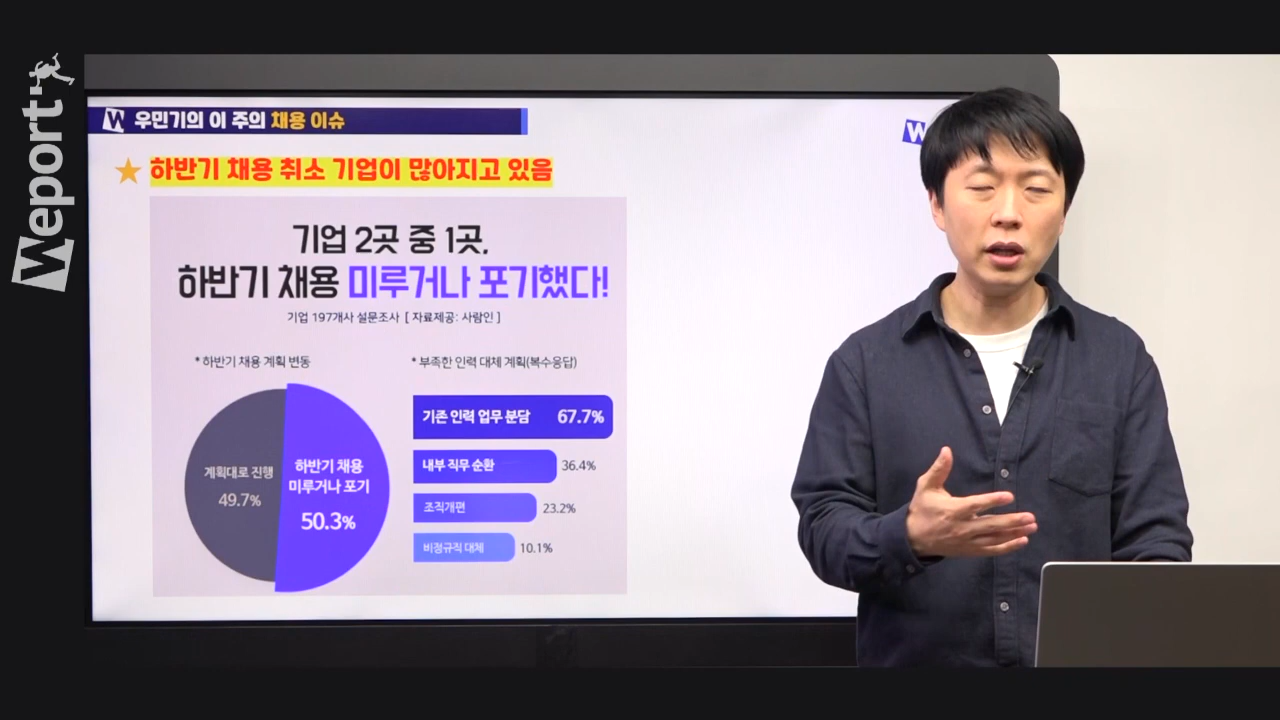 Weport
W 우민기의 이 주의 채용 이슈
W
하반기 채용 취소 기업이 많아지고 있음
기업 2곳 중 1곳,
하반기 채용 미루거나 포기했다!
기업 197개사 설문조사 [ 자료제공: 사람인 ]
* 하반기 채용 계획 변동
계획대로 진행
49.7%
하반기 채용
미루거나 포기
50.3%
* 부족한 인력 대체 계획(복수응답)
기존 인력 업무 분담 67.7%
내부 직무 순환 36.4%
조직개편 23.2%
비정규직 대체 10.1%